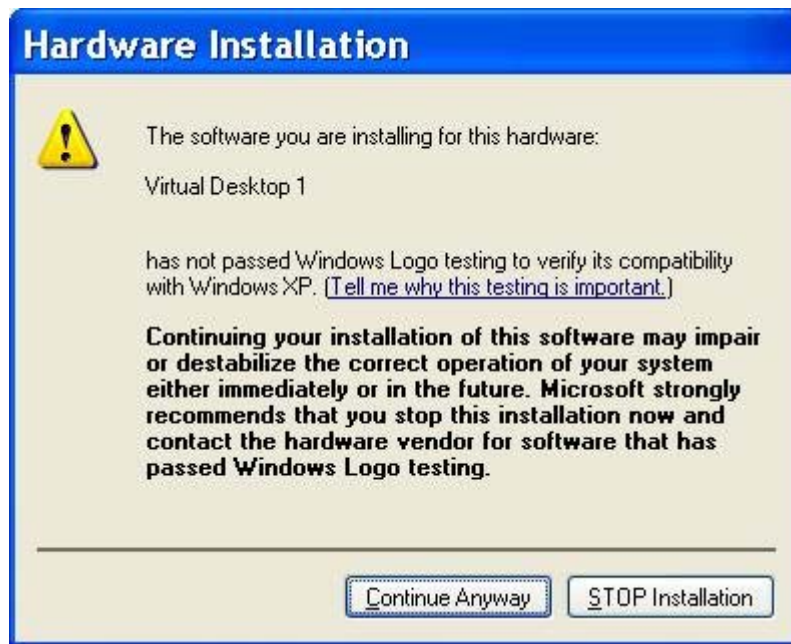 Hardware Installation
The software you are installing for this hardware:
Virtual Desktop 1
has not passed Windows Logo testing to verify its compatibility
with Windows XP. (Tell me why this testing is important.)
Continuing your installation of this software may impair
or destabilize the correct operation of your system
either immediately or in the future. Microsoft strongly
recommends that you stop this installation now and
contact the hardware vendor for software that has
passed Windows Logo testing.
Continue Anyway STOP Installation